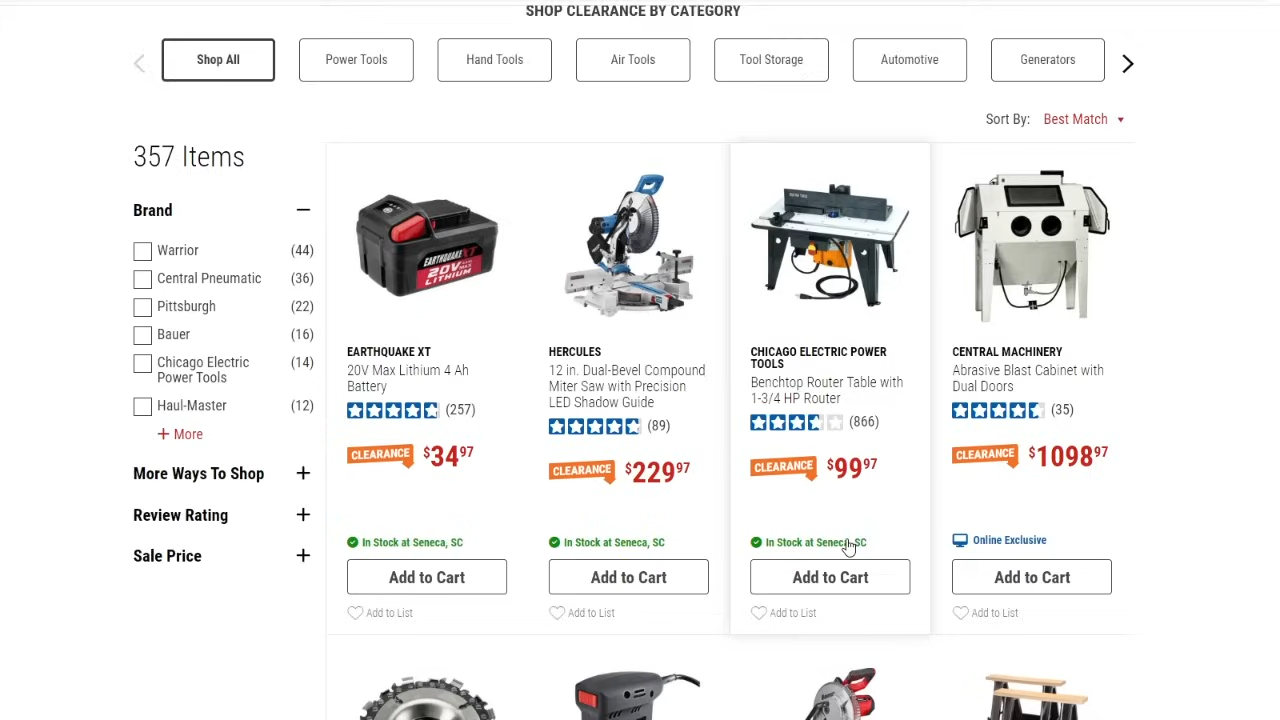 SHOP CLEARANCE BY CATEGORY
Shop All
Power Tools
Hand Tools
Air Tools
Tool Storage
Automotive
Generators
Sort By: Best Match
357 Items
Brand
Warrior (44)
Central Pneumatic (36)
Pittsburgh (22)
Bauer (16)
Chicago Electric (14)
Power Tools
Haul-Master (12)
+ More
More Ways To Shop +
Review Rating +
Sale Price +
EARTHQUAKE XT
20V MAX
LITHIUM
EARTHQUAKE XT
20V Max Lithium 4 Ah
Battery
(257)
CLEARANCE $34 97
In Stock at Seneca, SC
Add to Cart
Add to List
HERCULES
12 in. Dual-Bevel Compound
Miter Saw with Precision
LED Shadow Guide
(89)
CLEARANCE $229 97
In Stock at Seneca, SC
Add to Cart
Add to List
CHICAGO ELECTRIC POWER
TOOLS
Benchtop Router Table with
1-3/4 HP Router
(866)
CLEARANCE $99 97
In Stock at Seneca, SC
Add to Cart
Add to List
CENTRAL MACHINERY
Abrasive Blast Cabinet with
Dual Doors
(35)
CLEARANCE $1098 97
Online Exclusive
Add to Cart
Add to List